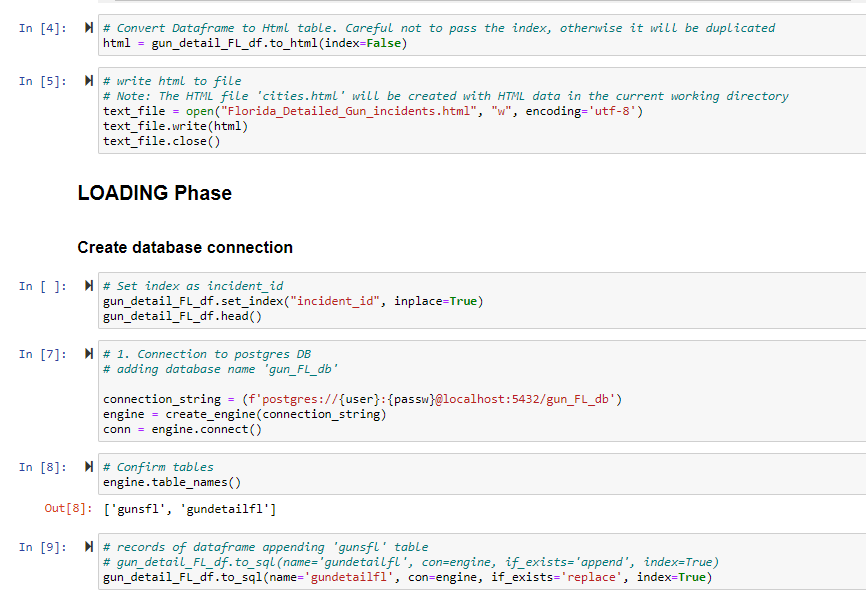 In [4]: # Convert Dataframe to Html table. Careful not to pass the index, otherwise it will be duplicated
html = gun_detail_FL_df.to_html(index=False)
In [5]: # write html to file
# Note: The HTML file 'cities.html' will be created with HTML data in the current working directory
text_file = open("Florida_Detailed_Gun_incidents.html", "w", encoding='utf-8')
text_file.write(html)
text_file.close()
LOADING Phase
Create database connection
In [ ]: # Set index as incident_id
gun_detail_FL_df.set_index("incident_id", inplace=True)
gun_detail_FL_df.head()
In [7]: # 1. Connection to postgres DB
# adding database name 'gun_FL_db'
connection_string = (f'postgres://{user}:{passw}@localhost:5432/gun_FL_db')
engine = create_engine(connection_string)
conn = engine.connect()
In [8]: # Confirm tables
engine.table_names()
Out[8]: ['gunsfl', 'gundetailfl']
In [9]: # records of dataframe appending 'gunsfl' table
# gun_detail_FL_df.to_sql(name='gundetailfl', con=engine, if_exists='append', index=True)
gun_detail_FL_df.to_sql(name='gundetailfl', con=engine, if_exists='replace', index=True)